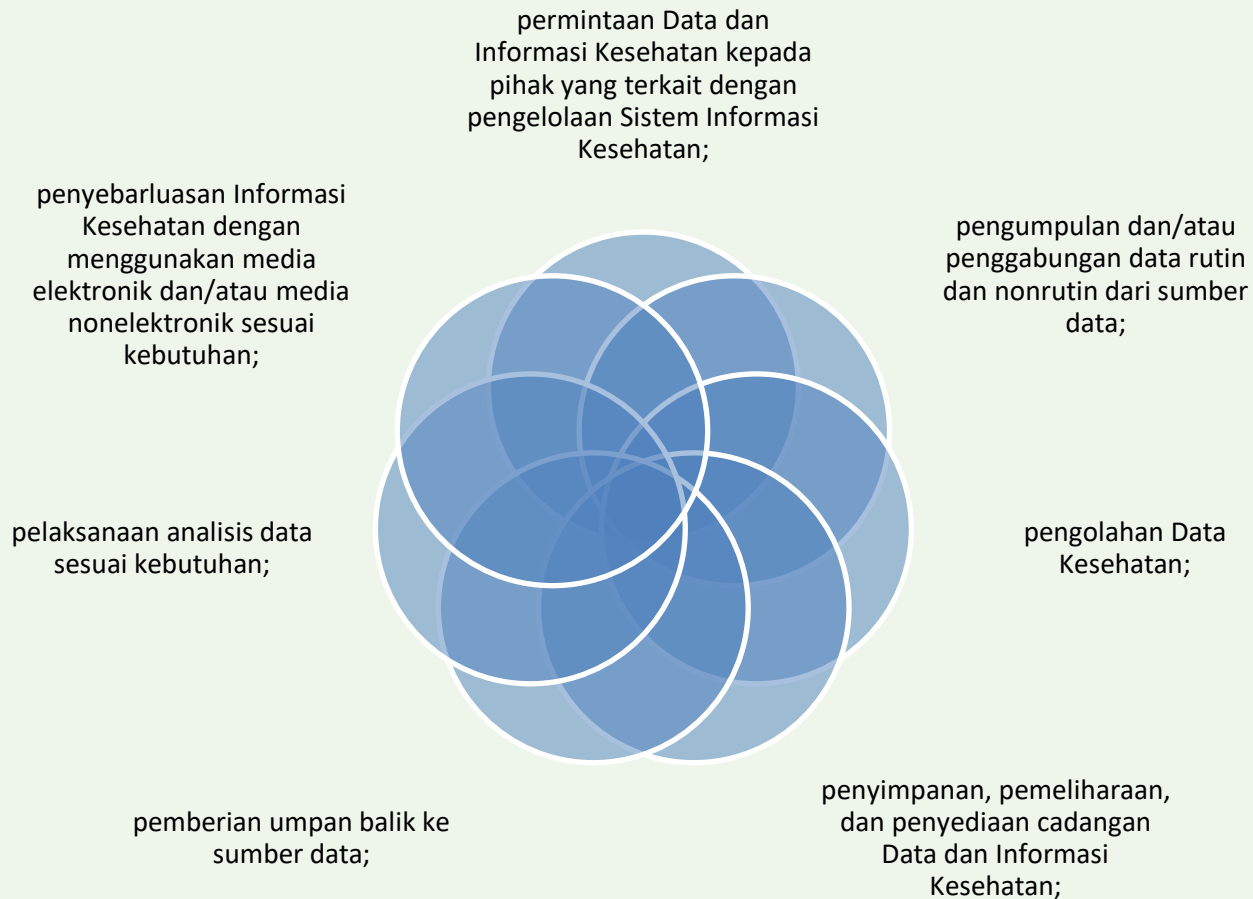 permintaan Data dan
Informasi Kesehatan kepada
pihak yang terkait dengan
pengelolaan Sistem Informasi
Kesehatan;
pengumpulan dan/atau
penggabungan data rutin
dan nonrutin dari sumber
data;
pengolahan Data
Kesehatan;
penyimpanan, pemeliharaan,
dan penyediaan cadangan
Data dan Informasi
Kesehatan;
pemberian umpan balik ke
sumber data;
pelaksanaan analisis data
sesuai kebutuhan;
penyebarluasan Informasi
Kesehatan dengan
menggunakan media
elektronik dan/atau media
nonelektronik sesuai
kebutuhan;